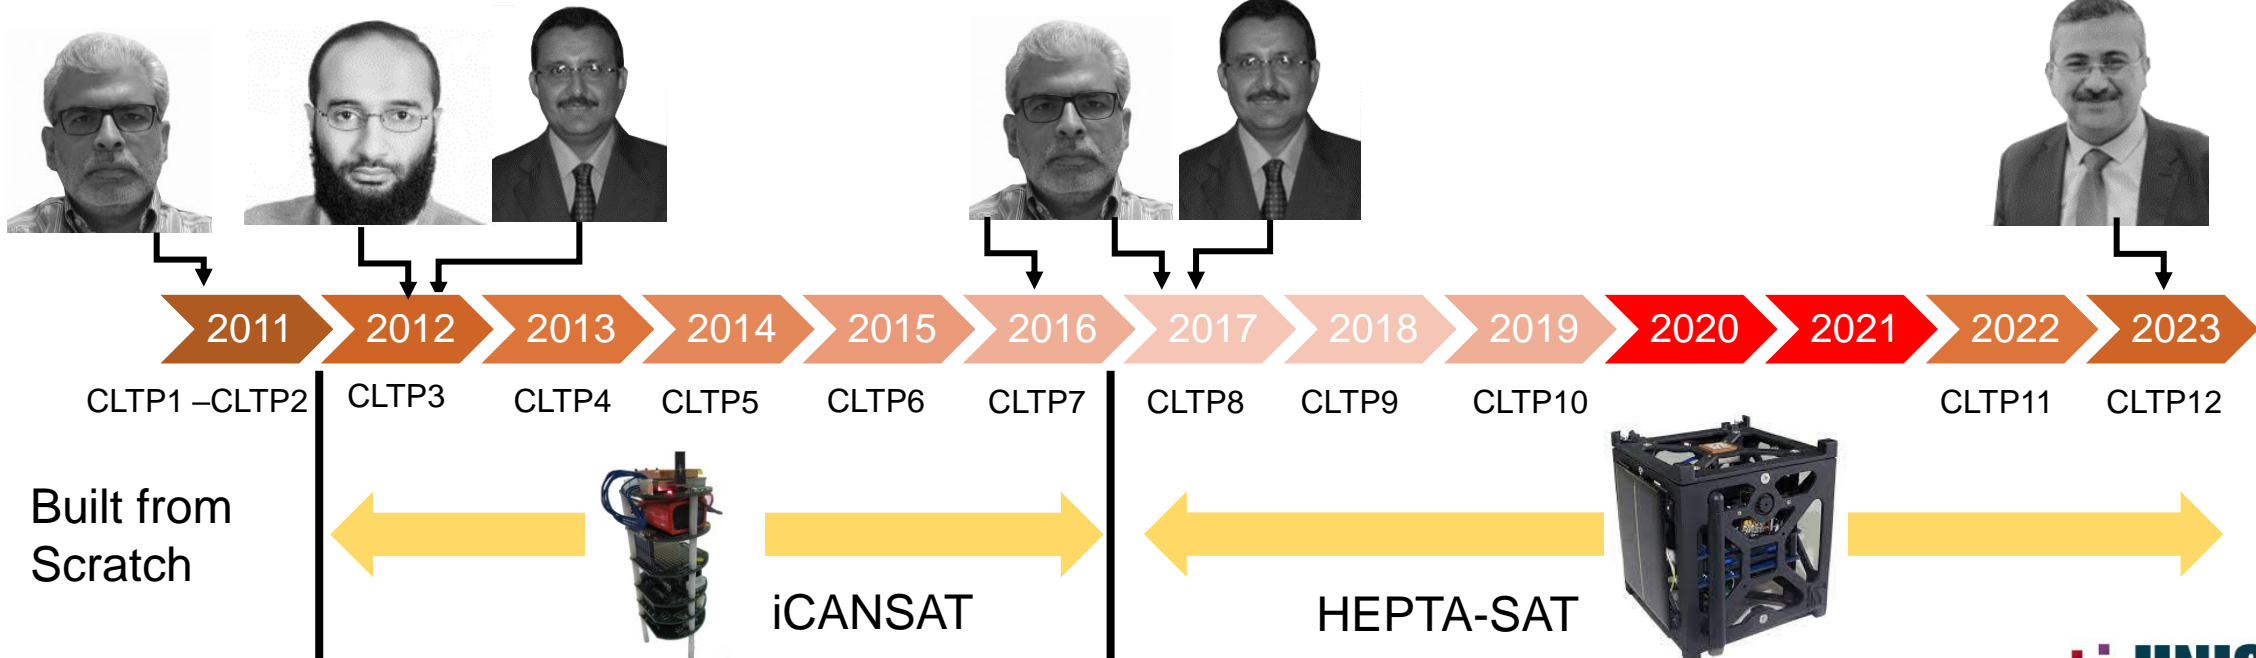 2011 2012 2013 2014 2015 2016 2017 2018 2019 2020 2021 2022 2023
CLTP1 –CLTP2 CLTP3 CLTP4 CLTP5 CLTP6 CLTP7 CLTP8 CLTP9 CLTP10 CLTP11 CLTP12
Built from
Scratch
iCANSAT
HEPTA-SAT